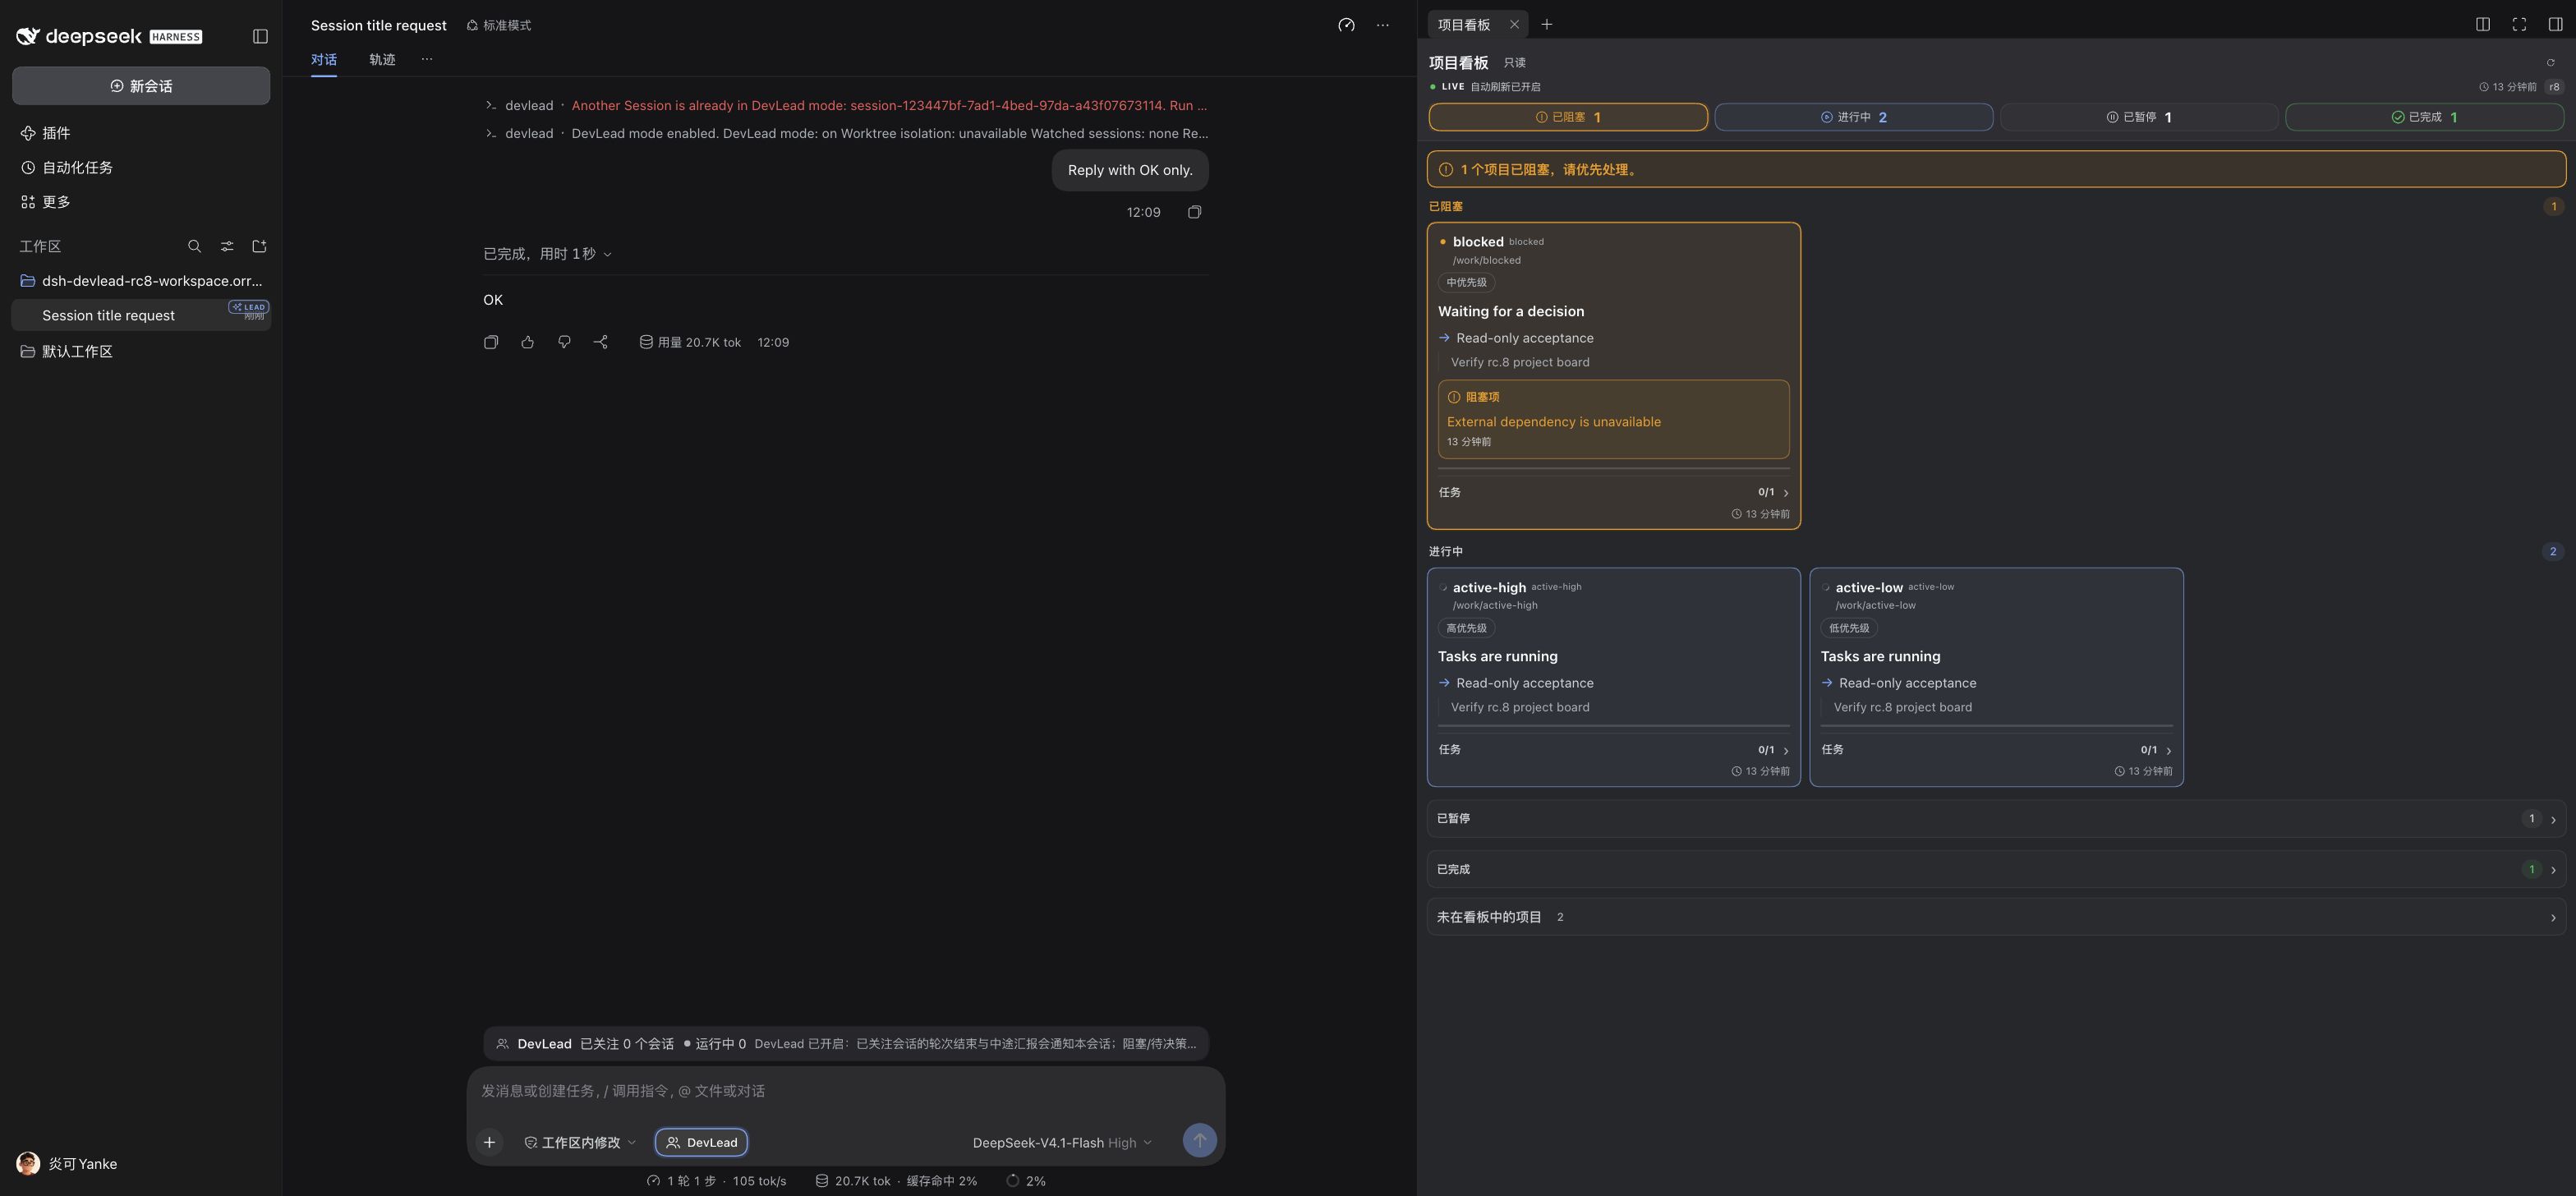 deepseek HARNESS
新会话
插件
自动化任务
更多
工作区
dsh-devlead-rc8-workspace.orr...
Session title request
LEAD
刚刚
默认工作区
炎可Yanke
Session title request 标准模式
对话 轨迹 ···
devlead · Another Session is already in DevLead mode: session-123447bf-7ad1-4bed-97da-a43f07673114. Run ...
devlead · DevLead mode enabled. DevLead mode: on Worktree isolation: unavailable Watched sessions: none Re...
Reply with OK only.
12:09
已完成，用时 1 秒
OK
用量 20.7K tok 12:09
DevLead 已关注 0 个会话 运行中 0 DevLead 已开启：已关注会话的轮次结束与中途汇报会通知本会话；阻塞/待决策...
发消息或创建任务, / 调用指令, @ 文件或对话
工作区内修改 DevLead DeepSeek-V4.1-Flash High
1 轮 1 步 · 105 tok/s 20.7K tok · 缓存命中 2% 2%
项目看板
项目看板 只读
LIVE 自动刷新已开启 13 分钟前 r8
已阻塞 1 进行中 2 已暂停 1 已完成 1
1 个项目已阻塞，请优先处理。
已阻塞 1
blocked blocked
/work/blocked
中优先级
Waiting for a decision
Read-only acceptance
Verify rc.8 project board
阻塞项
External dependency is unavailable
13 分钟前
任务 0/1
13 分钟前
进行中 2
active-high active-high
/work/active-high
高优先级
Tasks are running
Read-only acceptance
Verify rc.8 project board
任务 0/1
13 分钟前
active-low active-low
/work/active-low
低优先级
Tasks are running
Read-only acceptance
Verify rc.8 project board
任务 0/1
13 分钟前
已暂停 1
已完成 1
未在看板中的项目 2